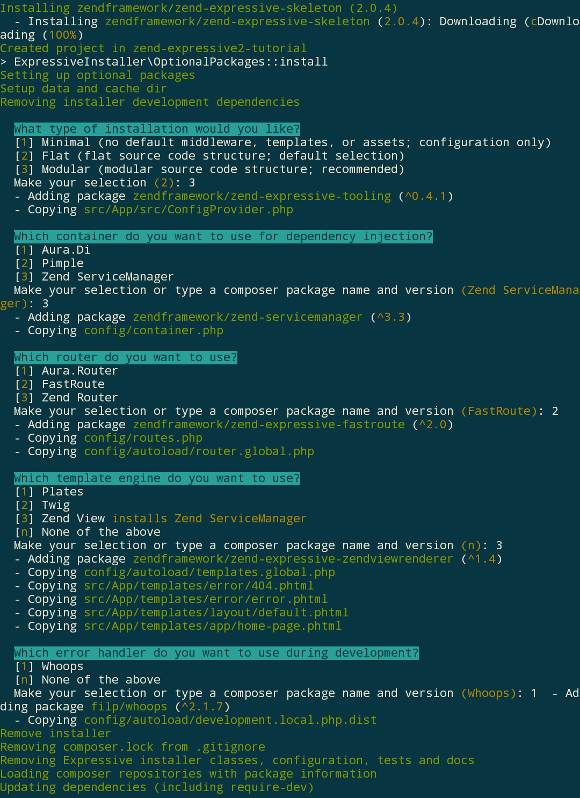 Installing zendframework/zend-expressive-skeleton (2.0.4)
  - Installing zendframework/zend-expressive-skeleton (2.0.4): Downloading (cDownlo
ading (100%)
Created project in zend-expressive2-tutorial
> ExpressiveInstaller\OptionalPackages::install
Setting up optional packages
Setup data and cache dir
Removing installer development dependencies

  What type of installation would you like?
  [1] Minimal (no default middleware, templates, or assets; configuration only)
  [2] Flat (flat source code structure; default selection)
  [3] Modular (modular source code structure; recommended)
  Make your selection (2): 3
  - Adding package zendframework/zend-expressive-tooling (^0.4.1)
  - Copying src/App/src/ConfigProvider.php

  Which container do you want to use for dependency injection?
  [1] Aura.Di
  [2] Pimple
  [3] Zend ServiceManager
  Make your selection or type a composer package name and version (Zend ServiceMana
ger): 3
  - Adding package zendframework/zend-servicemanager (^3.3)
  - Copying config/container.php

  Which router do you want to use?
  [1] Aura.Router
  [2] FastRoute
  [3] Zend Router
  Make your selection or type a composer package name and version (FastRoute): 2
  - Adding package zendframework/zend-expressive-fastroute (^2.0)
  - Copying config/routes.php
  - Copying config/autoload/router.global.php

  Which template engine do you want to use?
  [1] Plates
  [2] Twig
  [3] Zend View installs Zend ServiceManager
  [n] None of the above
  Make your selection or type a composer package name and version (n): 3
  - Adding package zendframework/zend-expressive-zendviewrenderer (^1.4)
  - Copying config/autoload/templates.global.php
  - Copying src/App/templates/error/404.phtml
  - Copying src/App/templates/error/error.phtml
  - Copying src/App/templates/layout/default.phtml
  - Copying src/App/templates/app/home-page.phtml

  Which error handler do you want to use during development?
  [1] Whoops
  [n] None of the above
  Make your selection or type a composer package name and version (Whoops): 1  - Ad
ding package filp/whoops (^2.1.7)
  - Copying config/autoload/development.local.php.dist
Remove installer
Removing composer.lock from .gitignore
Removing Expressive installer classes, configuration, tests and docs
Loading composer repositories with package information
Updating dependencies (including require-dev)